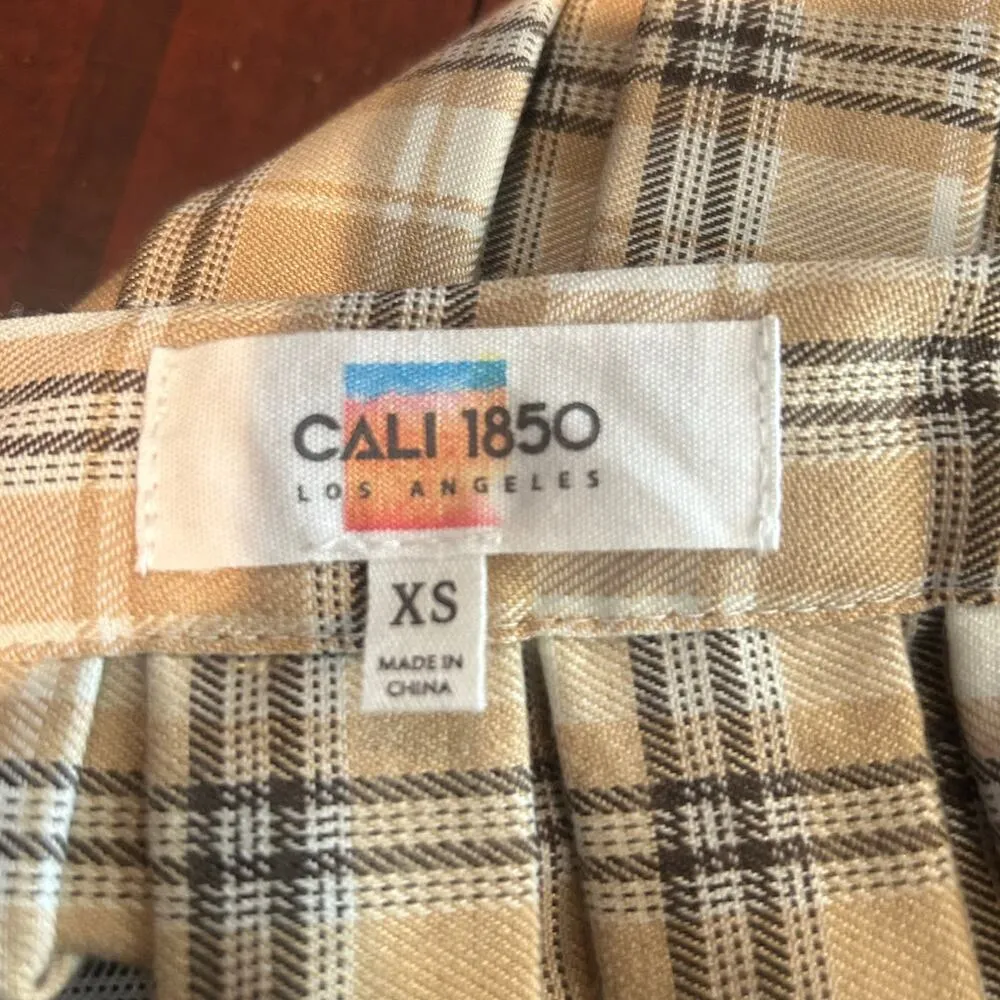 CALI 1850
LOS ANGELES
XS
MADE IN
CHINA